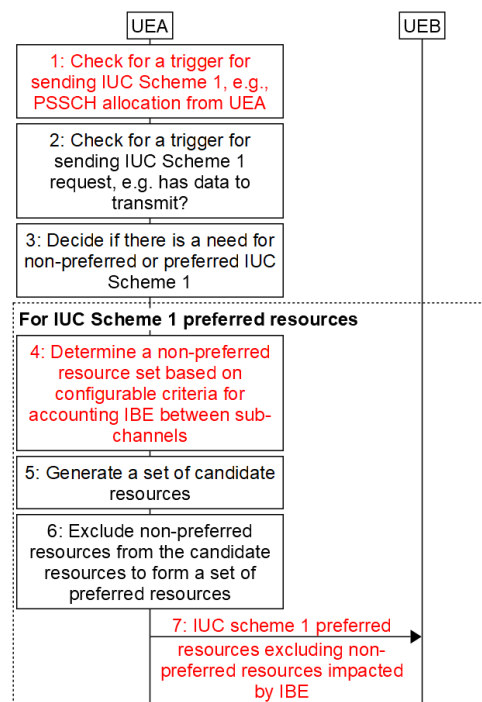 UEA
UEB
1: Check for a trigger for
sending IUC Scheme 1, e.g.,
PSSCH allocation from UEA
2: Check for a trigger for
sending IUC Scheme 1
request, e.g. has data to
transmit?
3: Decide if there is a need for
non-preferred or preferred IUC
Scheme 1
For IUC Scheme 1 preferred resources
4: Determine a non-preferred
resource set based on
configurable criteria for
accounting IBE between sub-
channels
5: Generate a set of candidate
resources
6: Exclude non-preferred
resources from the candidate
resources to form a set of
preferred resources
7: IUC scheme 1 preferred
resources excluding non-
preferred resources impacted
by IBE